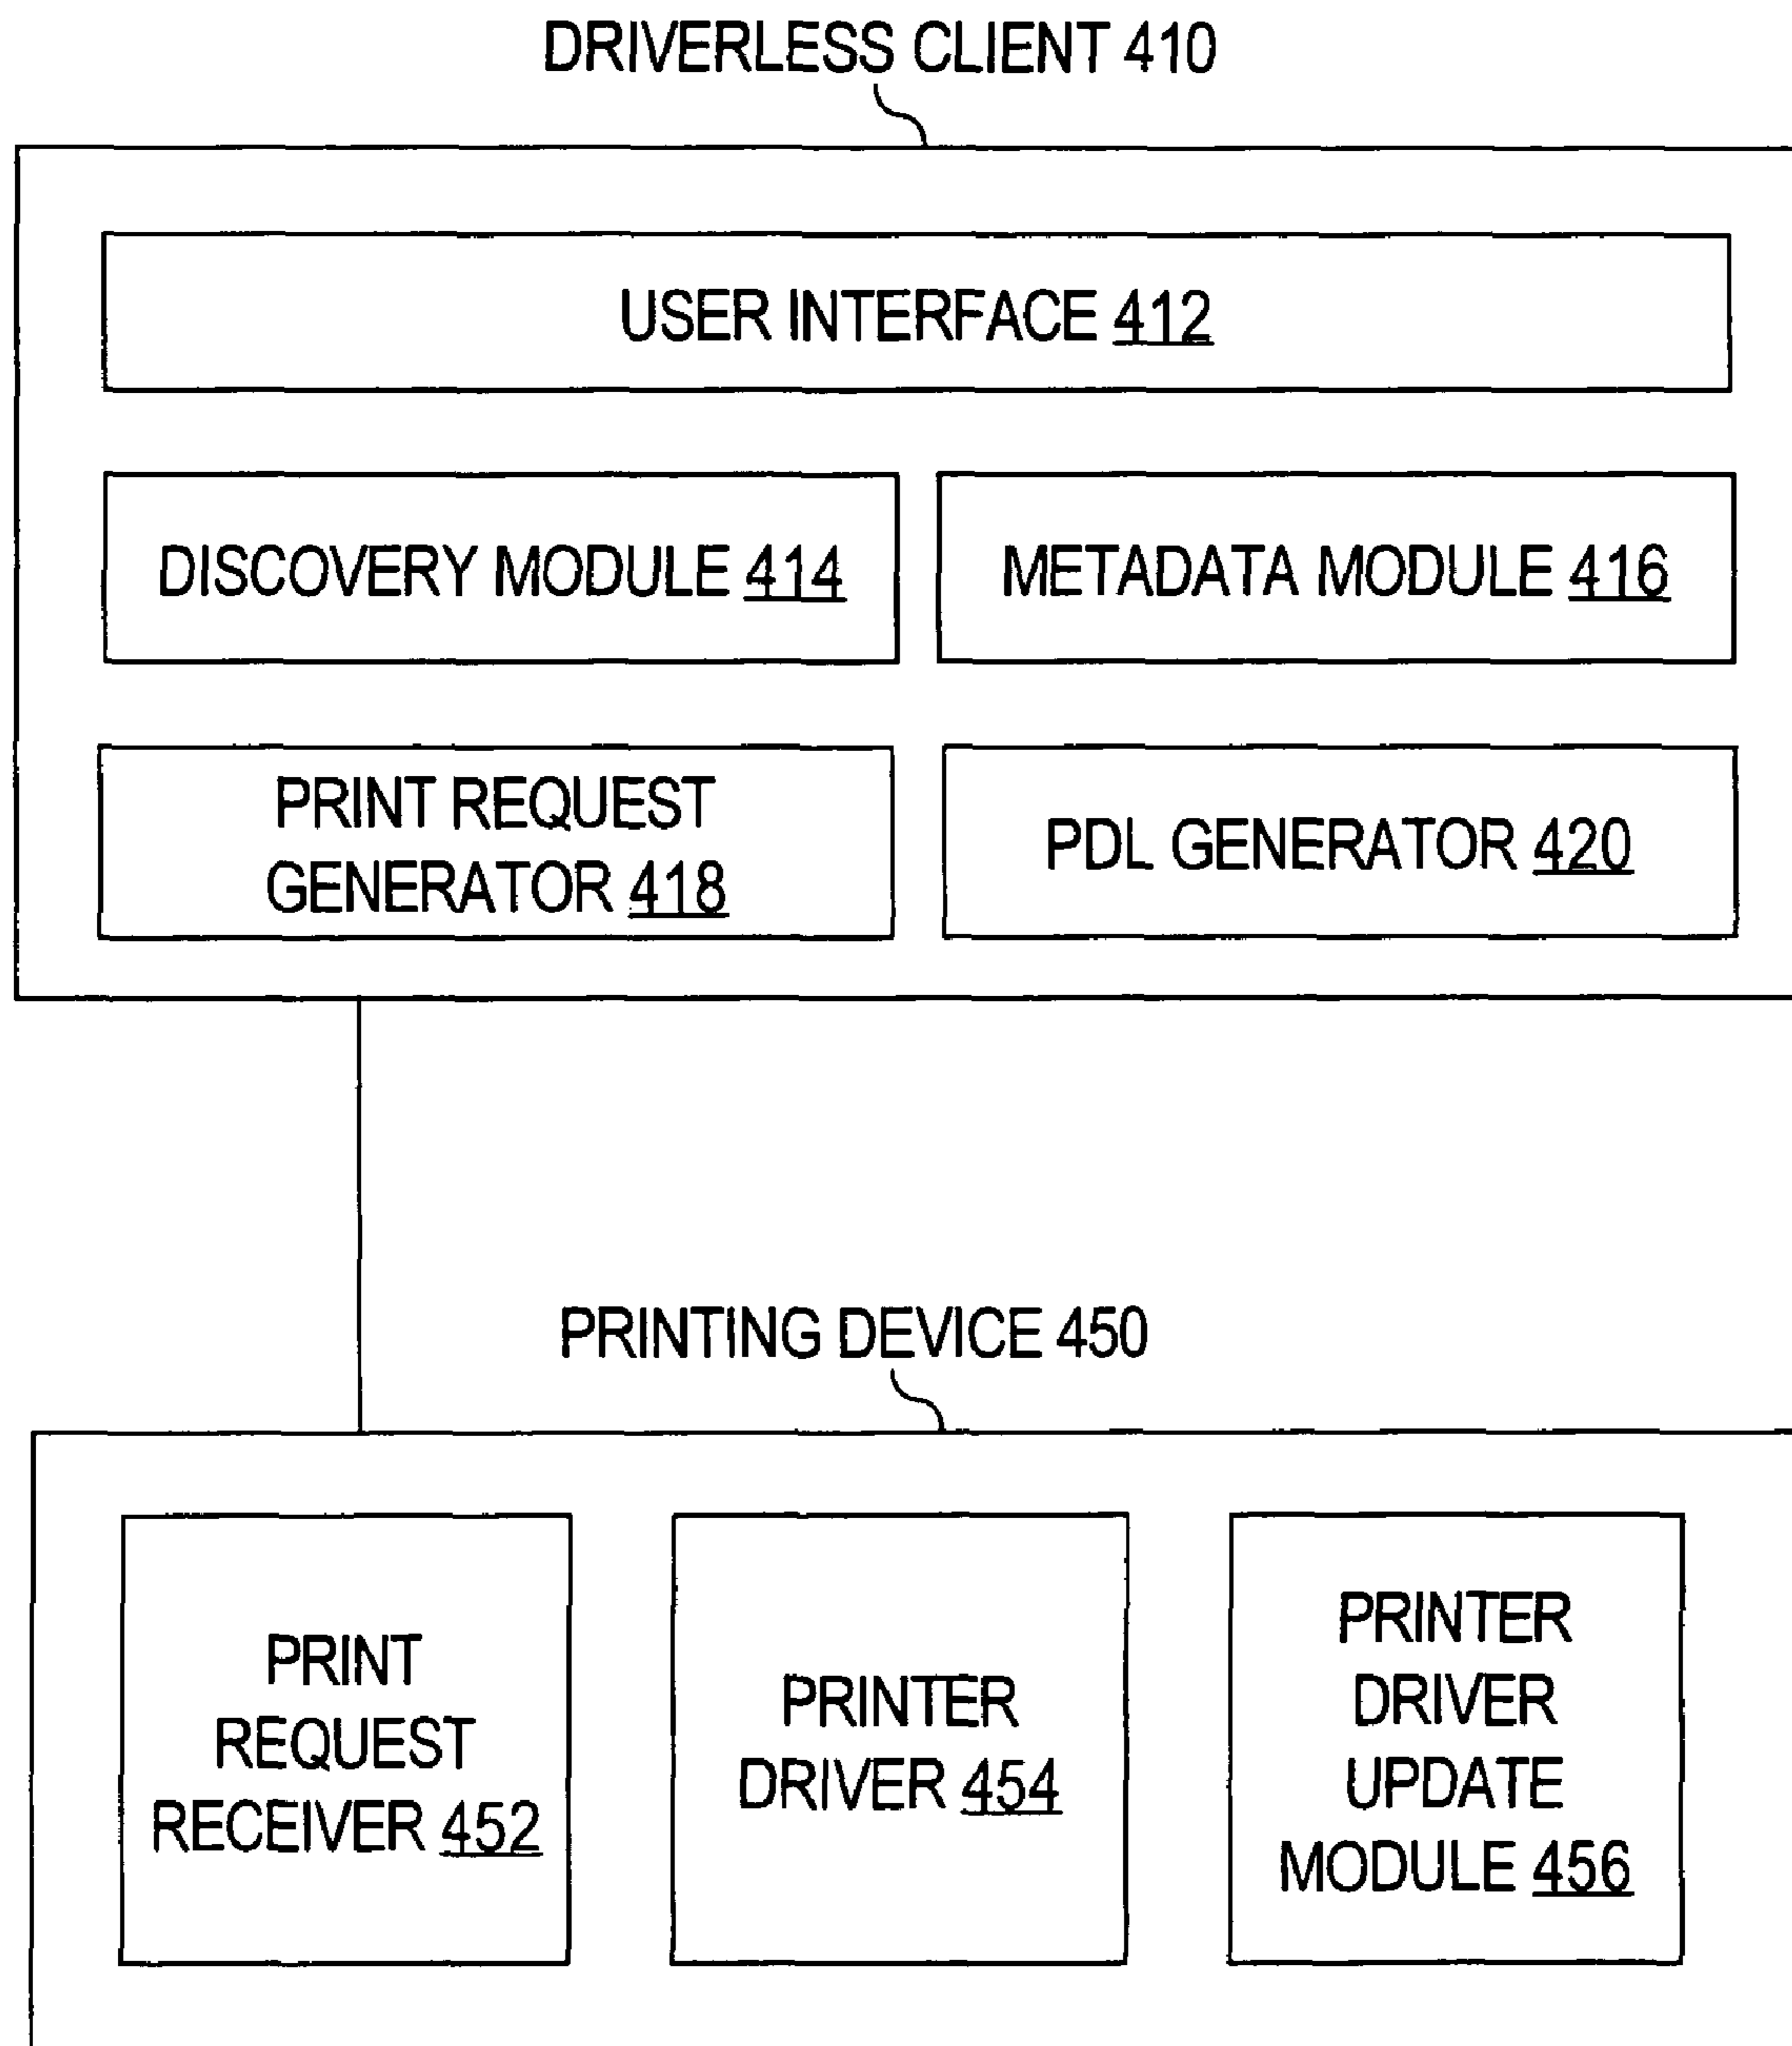 DRIVERLESS CLIENT 410
USER INTERFACE 412
DISCOVERY MODULE 414
METADATA MODULE 416
PRINT REQUEST
GENERATOR 418
PDL GENERATOR 420
PRINTING DEVICE 450
PRINT
REQUEST
RECEIVER 452
PRINTER
DRIVER 454
PRINTER
DRIVER
UPDATE
MODULE 456